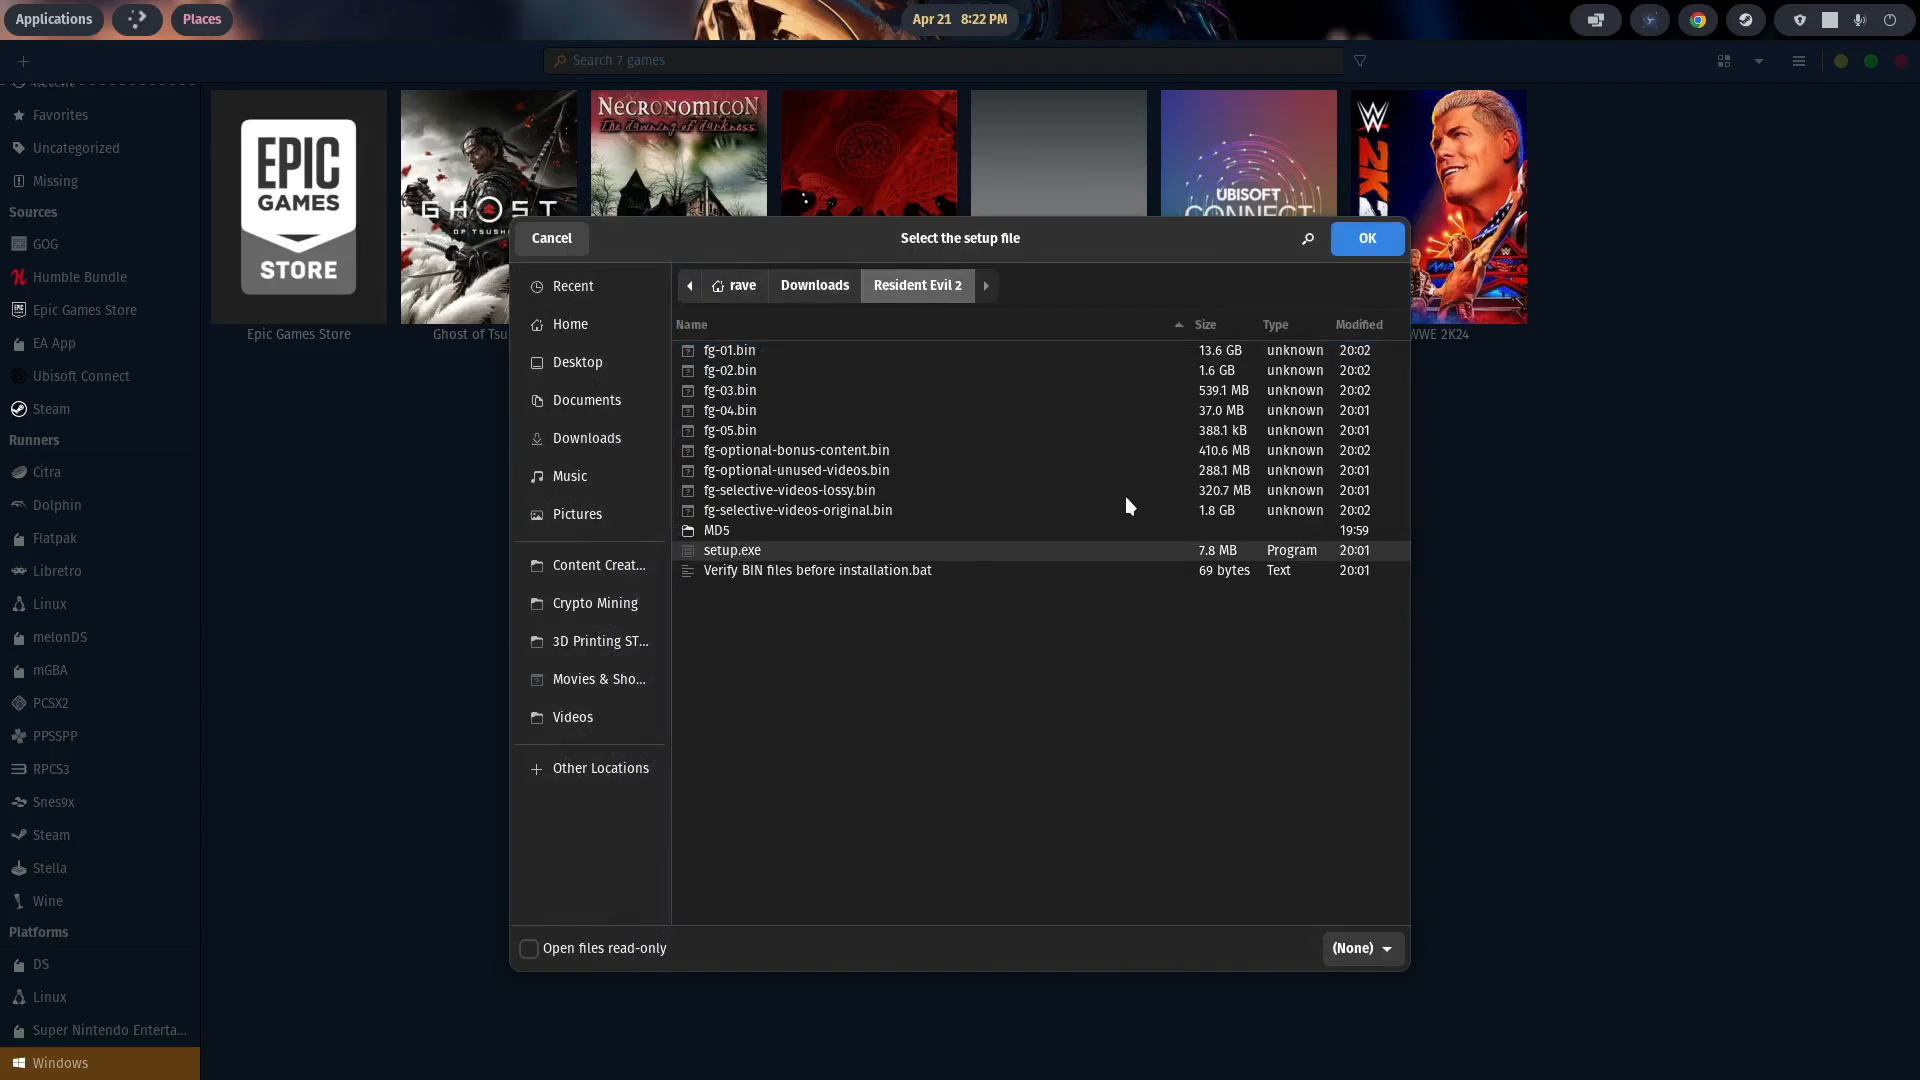 Applications
Places
Apr 21 8:22 PM
Search 7 games
Recent
Favorites
Uncategorized
Missing
Sources
GOG
Humble Bundle
Epic Games Store
EA App
Ubisoft Connect
Steam
Runners
Citra
Dolphin
Flatpak
Libretro
Linux
melonDS
mGBA
PCSX2
PPSSPP
RPCS3
Snes9x
Steam
Stella
Wine
Platforms
DS
Linux
Super Nintendo Enterta...
Windows
EPIC
GAMES
STORE
Epic Games Store
GHOST
OF TSUSH
Ghost of Tsu
NECRONOMICON
The dawning of darkness
UBISOFT
CONNECT
W
2K2
WWE 2K24
Cancel
Select the setup file
OK
Recent
Home
Desktop
Documents
Downloads
Music
Pictures
Content Creat...
Crypto Mining
3D Printing ST...
Movies & Sho...
Videos
Other Locations
rave Downloads Resident Evil 2
Name Size Type Modified
fg-01.bin 13.6 GB unknown 20:02
fg-02.bin 1.6 GB unknown 20:02
fg-03.bin 539.1 MB unknown 20:02
fg-04.bin 37.0 MB unknown 20:01
fg-05.bin 388.1 kB unknown 20:01
fg-optional-bonus-content.bin 410.6 MB unknown 20:02
fg-optional-unused-videos.bin 288.1 MB unknown 20:01
fg-selective-videos-lossy.bin 320.7 MB unknown 20:01
fg-selective-videos-original.bin 1.8 GB unknown 20:02
MD5 19:59
setup.exe 7.8 MB Program 20:01
Verify BIN files before installation.bat 69 bytes Text 20:01
Open files read-only
(None)